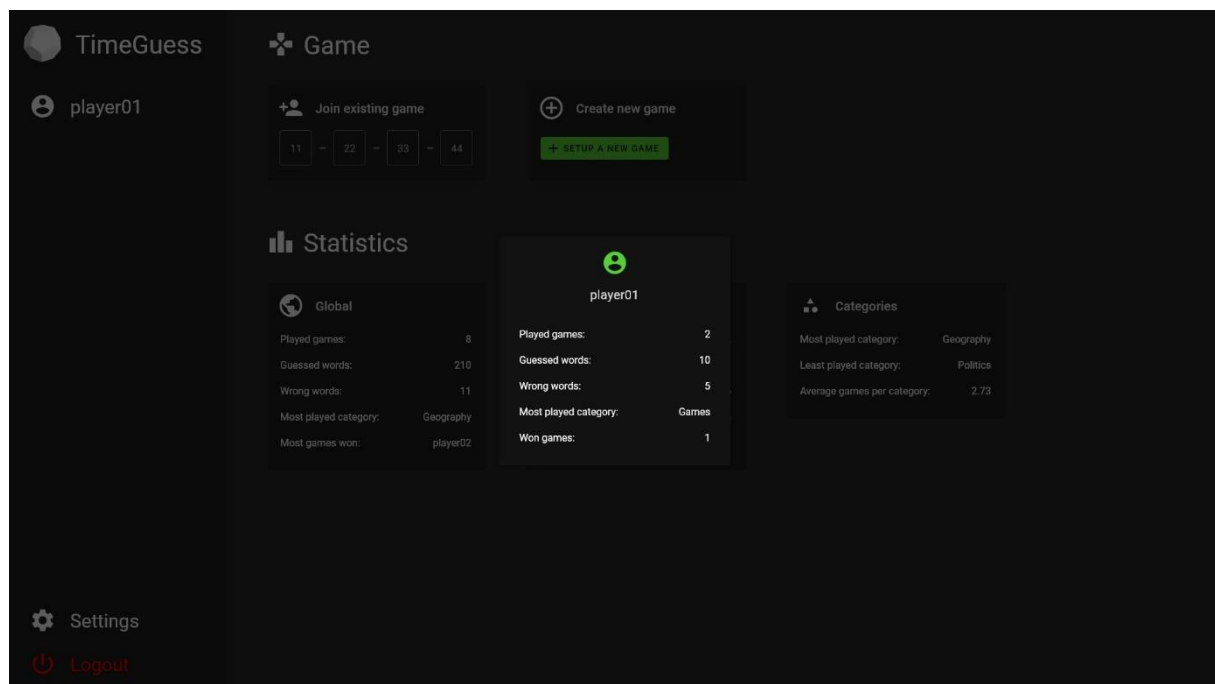 TimeGuess
player01
Settings
Logout
Game
Join existing game
11 – 22 – 33 – 44
Create new game
+ SETUP A NEW GAME
Statistics
Global
Played games: 8
Guessed words: 210
Wrong words: 11
Most played category: Geography
Most games won: player02
player01
Played games: 2
Guessed words: 10
Wrong words: 5
Most played category: Games
Won games: 1
Categories
Most played category: Geography
Least played category: Politics
Average games per category: 2.73